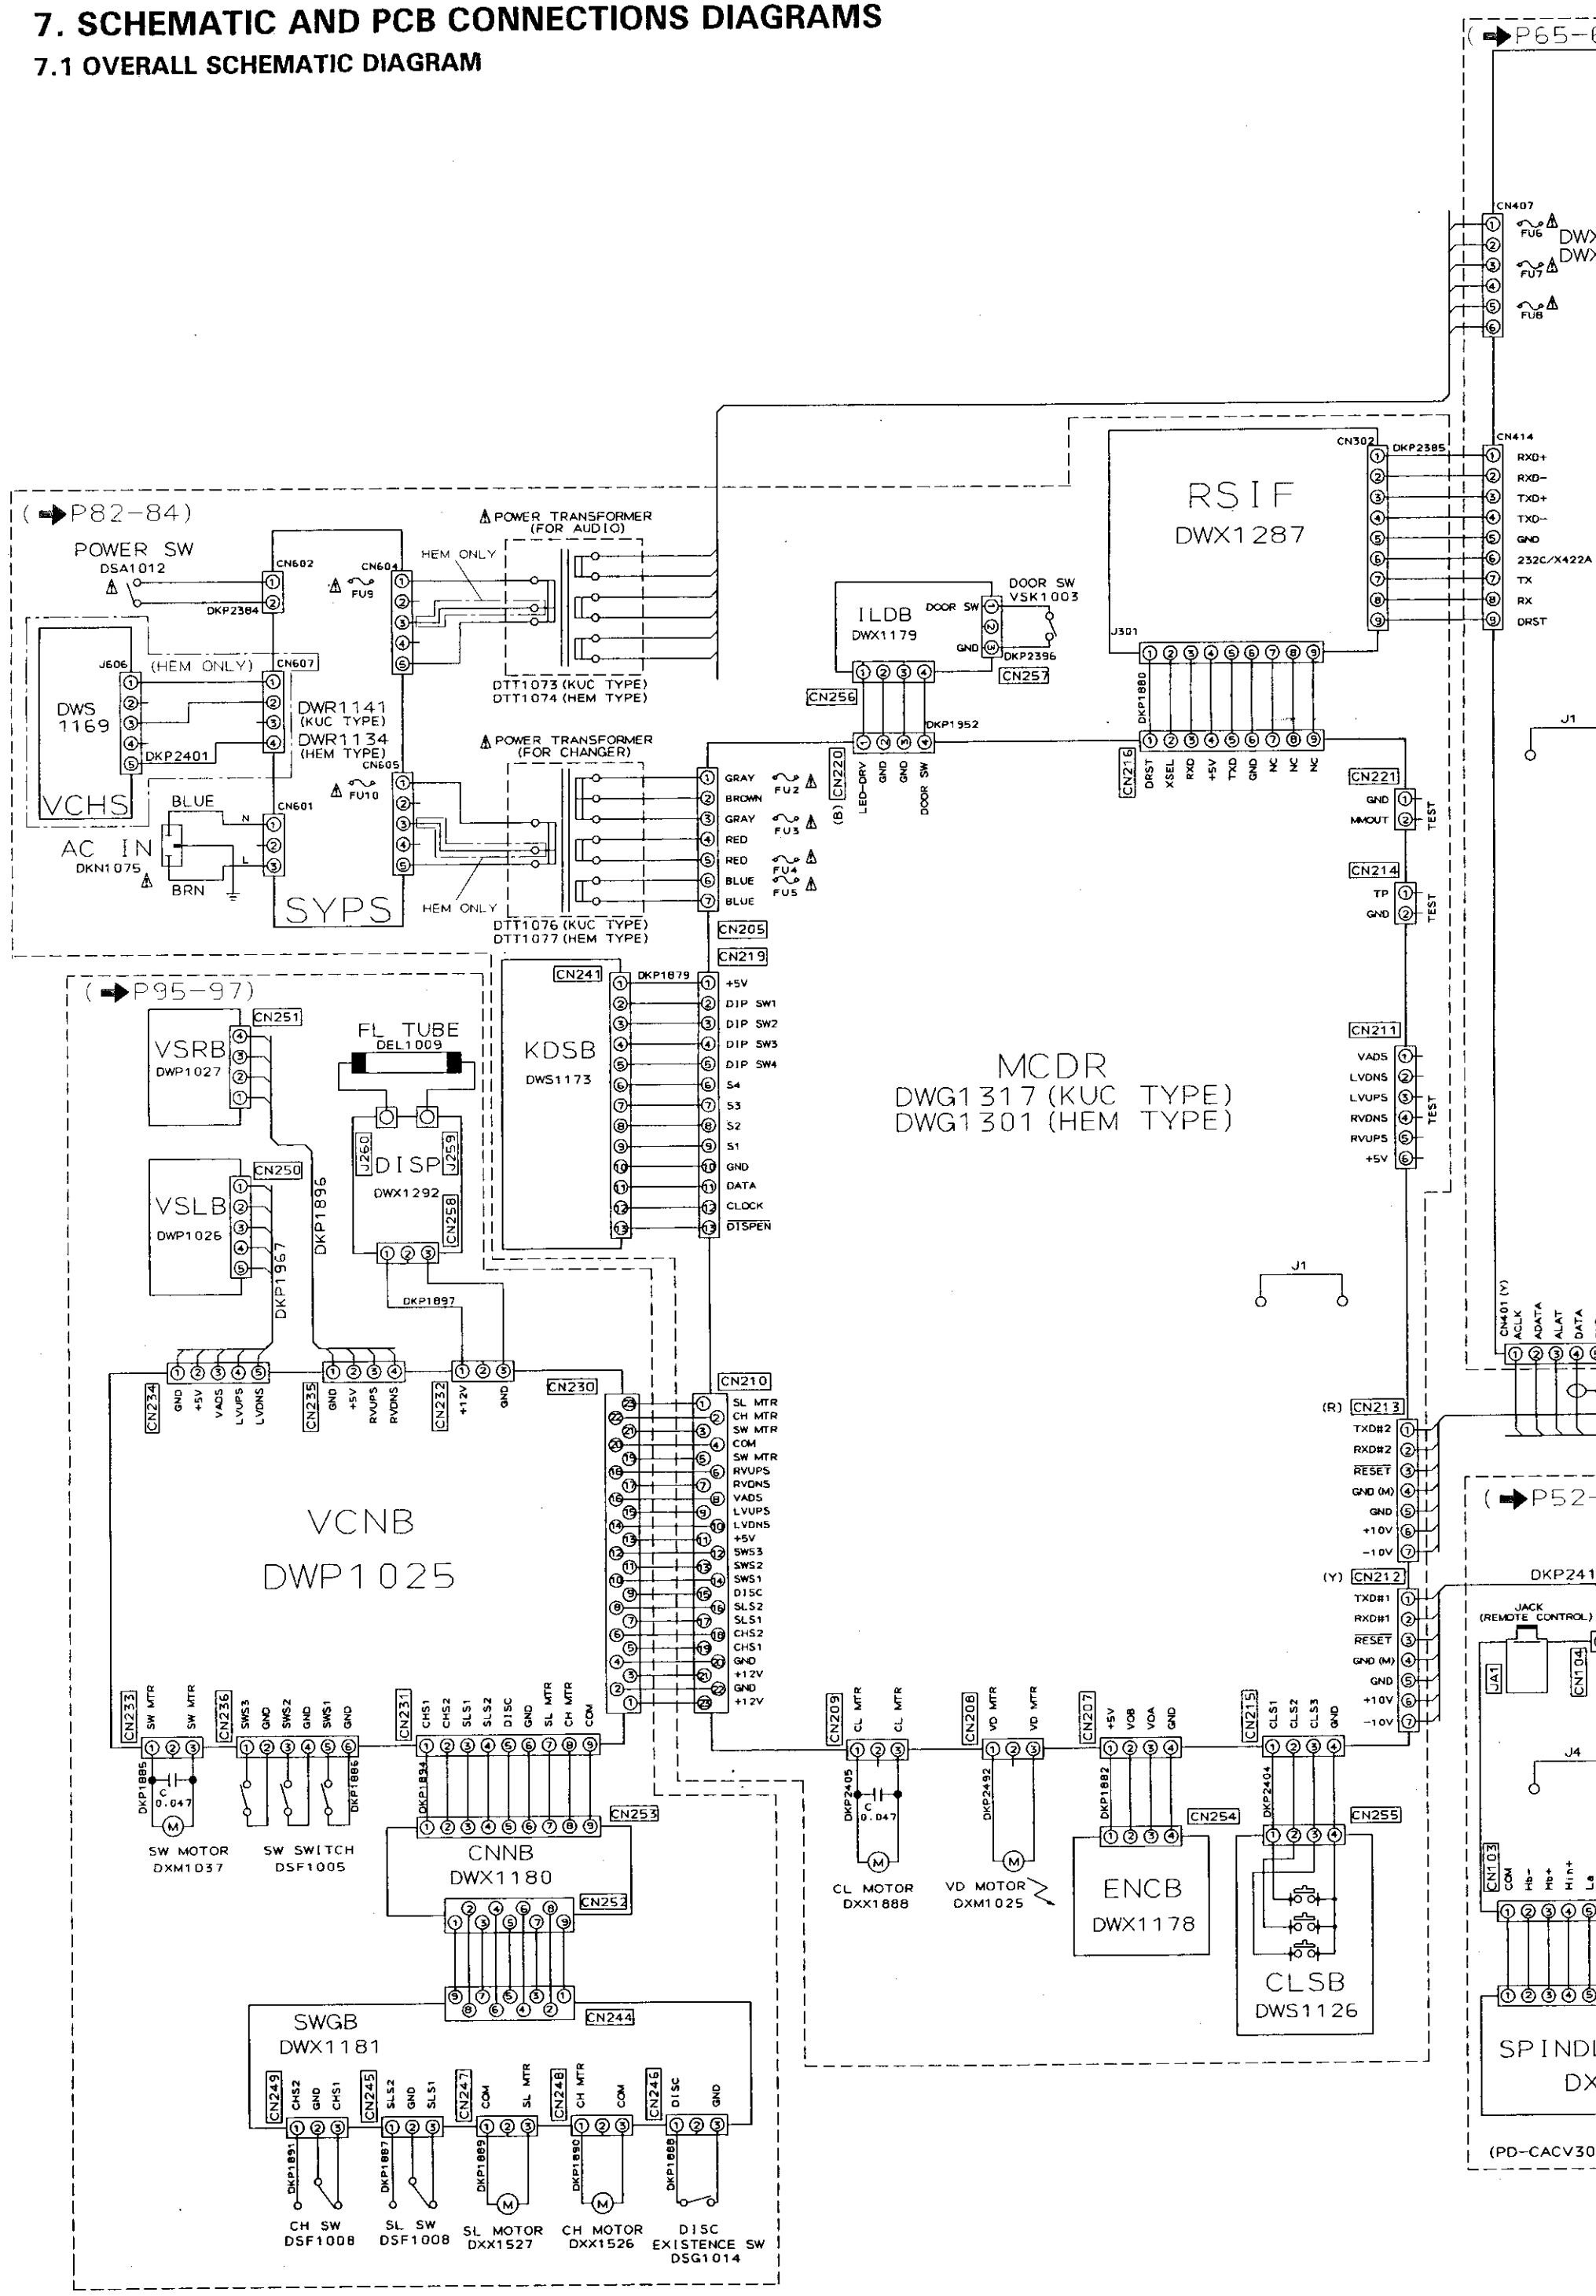 7. SCHEMATIC AND PCB CONNECTIONS DIAGRAMS
7.1 OVERALL SCHEMATIC DIAGRAM
CN407
FU6
FU7
FU8
CN414
RXD+
RXD-
TXD+
TXD-
GND
232C/X422A
TX
RX
DRST
CN302
DKP2385
RSIF
DWX1287
J301
DKP1880
CN216
DRST
XSEL
RXD
+5V
TXD
GND
NC
NC
NC
(➡P82-84)
POWER SW
DSA1012
DKP2384
CN602
CN604
FU9
HEM ONLY
POWER TRANSFORMER
(FOR AUDIO)
DTT1073 (KUC TYPE)
DTT1074 (HEM TYPE)
J606
(HEM ONLY)
CN607
DWS
1169
DKP2401
VCHS
DWR1141
(KUC TYPE)
DWR1134
(HEM TYPE)
CN605
FU10
BLUE
N
CN601
AC IN
DKN1075
L
BRN
SYPS
HEM ONLY
POWER TRANSFORMER
(FOR CHANGER)
DTT1076 (KUC TYPE)
DTT1077 (HEM TYPE)
GRAY
BROWN
GRAY
RED
RED
BLUE
BLUE
FU2
FU3
FU4
FU5
CN205
ILDB
DWX1179
DOOR SW
GND
DOOR SW
VSK1003
DKP2396
CN257
CN256
DKP1952
(B) CN220
LED-DRV
GND
GND
DOOR SW
CN221
GND
MMOUT
TEST
CN214
TP
GND
TEST
CN211
VADS
LVDNS
LVUPS
RVDNS
RVUPS
+5V
TEST
J1
J1
MCDR
DWG1317 (KUC TYPE)
DWG1301 (HEM TYPE)
CN219
CN241
DKP1879
KDSB
DWS1173
+5V
DIP SW1
DIP SW2
DIP SW3
DIP SW4
S4
S3
S2
S1
GND
DATA
CLOCK
DISPEN
(➡P95-97)
CN251
VSRB
DWP1027
CN250
VSLB
DWP1026
DKP1967
DKP1896
FL TUBE
DEL1009
J260
J259
DISP
DWX1292
CN258
DKP1897
CN234
GND
+5V
VADS
LVUPS
LVDNS
CN235
GND
+5V
RVUPS
RVDNS
CN232
+12V
GND
CN230
CN210
SL MTR
CH MTR
SW MTR
COM
SW MTR
RVUPS
RVDNS
VADS
LVUPS
LVDNS
+5V
SWS3
SWS2
SWS1
DISC
SLS2
SLS1
CHS2
CHS1
GND
+12V
GND
+12V
VCNB
DWP1025
CN233
SW MTR
SW MTR
CN236
SWS3
GND
SWS2
GND
SWS1
GND
CN231
CHS1
CHS2
SLS1
SLS2
DISC
GND
SL MTR
CH MTR
COM
DKP1885
C
0.047
M
SW MOTOR
DXM1037
DKP1886
SW SWITCH
DSF1005
DKP1894
CN253
CNNB
DWX1180
CN252
CN244
SWGB
DWX1181
CN249
CHS2
GND
CHS1
CN245
SLS2
GND
SLS1
CN247
COM
SL MTR
CN248
CH MTR
COM
CN246
DISC
GND
DKP1891
DKP1887
DKP1889
DKP1890
DKP1888
M
M
CH SW
DSF1008
SL SW
DSF1008
SL MOTOR
DXX1527
CH MOTOR
DXX1526
DISC
EXISTENCE SW
DSG1014
CN209
CL MTR
CL MTR
DKP2405
C
0.047
M
CL MOTOR
DXX1888
CN208
VD MTR
VD MTR
DKP2492
M
VD MOTOR
DXM1025
CN207
+5V
VOB
VOA
GND
DKP1882
CN254
ENCB
DWX1178
CN215
CLS1
CLS2
CLS3
GND
DKP2404
CN255
CLSB
DWS1126
(R) CN213
TXD#2
RXD#2
RESET
GND (M)
GND
+10V
-10V
(Y) CN212
TXD#1
RXD#1
RESET
GND (M)
GND
+10V
-10V
CN401 (Y)
ACLK
ADATA
ALAT
DATA
JACK
(REMOTE CONTROL)
JA1
CN104
J4
CN103
COM
Hb-
Hb+
Hin+